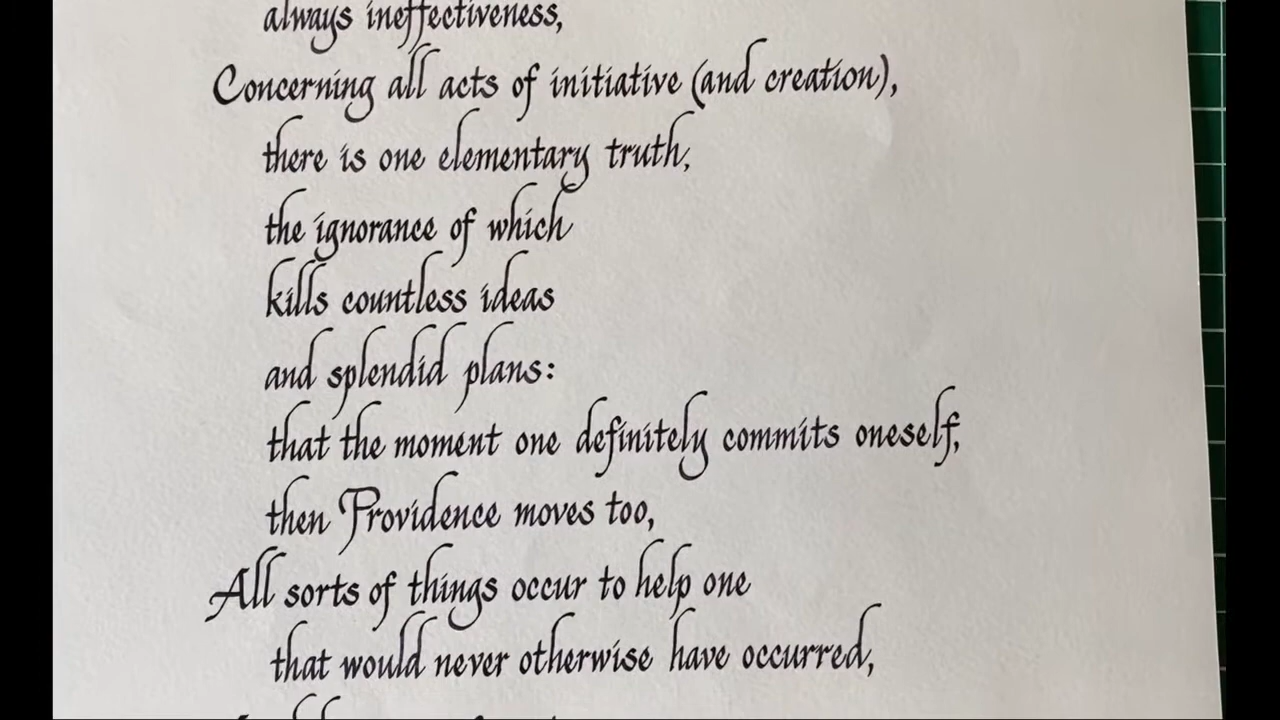 always ineffectiveness,
Concerning all acts of initiative (and creation),
there is one elementary truth,
the ignorance of which
kills countless ideas
and splendid plans:
that the moment one definitely commits oneself,
then Providence moves too,
All sorts of things occur to help one
that would never otherwise have occurred,